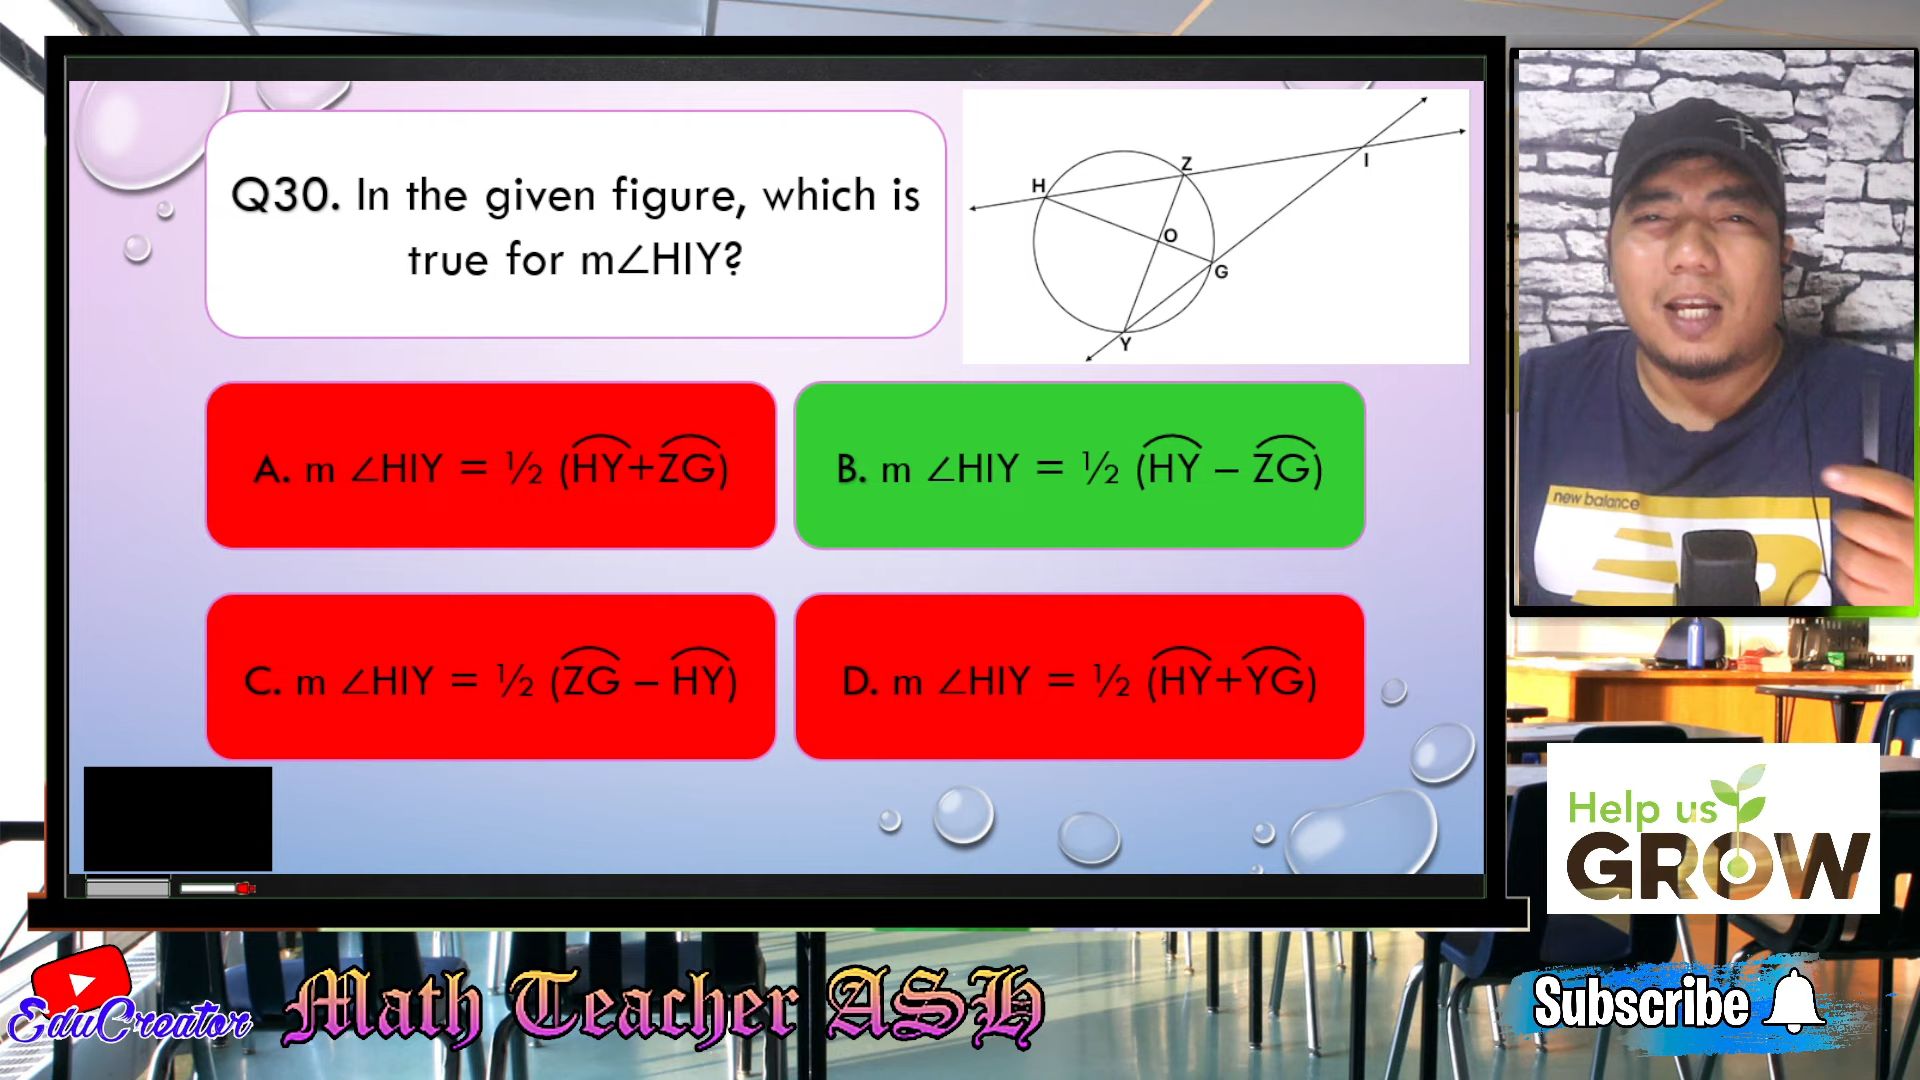 Q30. In the given figure, which is
true for m∠HIY?
H
Z
I
O
G
Y
A. m ∠HIY = ½ (HY+ZG)
B. m ∠HIY = ½ (HY – ZG)
C. m ∠HIY = ½ (ZG – HY)
D. m ∠HIY = ½ (HY+YG)
new balance
Help us
GROW
EduCreator
Math Teacher ASH
Subscribe